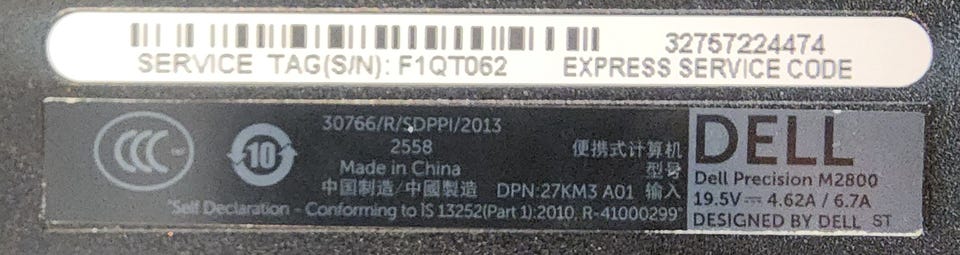 32757224474
SERVICE TAG(S/N): F1QT062 EXPRESS SERVICE CODE
CCC
10
30766/R/SDPPI/2013
2558
Made in China
中国制造/中國製造 DPN:27KM3 A01
"Self Declaration - Conforming to IS 13252(Part 1):2010, R-41000299"
便携式计算机
型号
输入
DELL
Dell Precision M2800
19.5V⎓ 4.62A / 6.7A
DESIGNED BY DELL ST